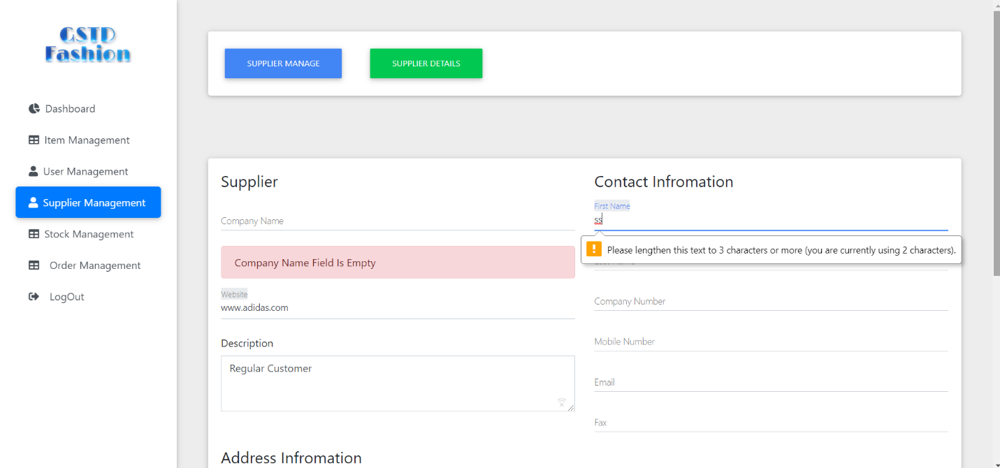 GSTD
Fashion
Dashboard
Item Management
User Management
Supplier Management
Stock Management
Order Management
LogOut
SUPPLIER MANAGE
SUPPLIER DETAILS
Supplier
Company Name
Company Name Field Is Empty
Website
www.adidas.com
Description
Regular Customer
Contact Infromation
First Name
ss
Please lengthen this text to 3 characters or more (you are currently using 2 characters).
Company Number
Mobile Number
Email
Fax
Address Infromation